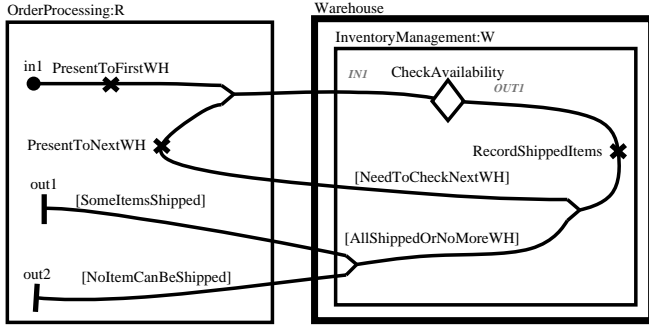 OrderProcessing:R
Warehouse
InventoryManagement:W
in1
PresentToFirstWH
IN1
CheckAvailability
OUT1
PresentToNextWH
RecordShippedItems
[NeedToCheckNextWH]
out1
[SomeItemsShipped]
[AllShippedOrNoMoreWH]
out2
[NoItemCanBeShipped]